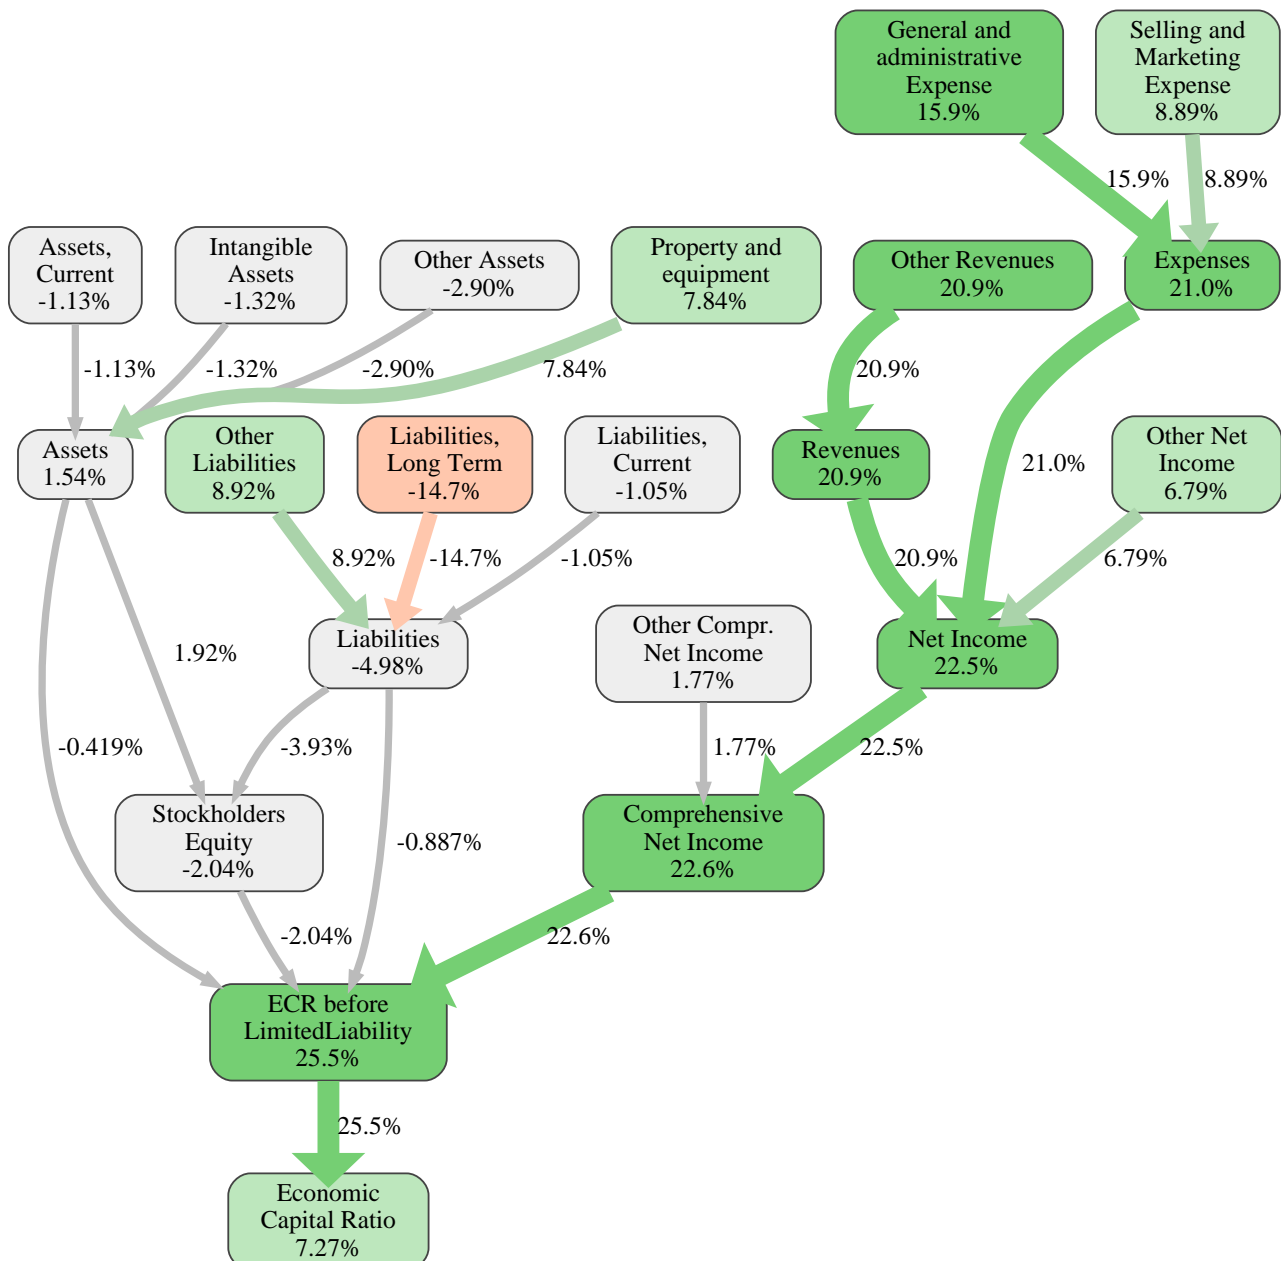 General and
administrative
Expense
15.9%
Selling and
Marketing
Expense
8.89%
15.9%
8.89%
Assets,
Current
-1.13%
Intangible
Assets
-1.32%
Other Assets
-2.90%
Property and
equipment
7.84%
Other Revenues
20.9%
Expenses
21.0%
-1.13%
-1.32%
-2.90%
7.84%
20.9%
Assets
1.54%
Other
Liabilities
8.92%
Liabilities,
Long Term
-14.7%
Liabilities,
Current
-1.05%
Revenues
20.9%
21.0%
Other Net
Income
6.79%
8.92%
-14.7%
-1.05%
20.9%
6.79%
1.92%
Liabilities
-4.98%
Other Compr.
Net Income
1.77%
Net Income
22.5%
-0.419%
-3.93%
1.77%
22.5%
Stockholders
Equity
-2.04%
-0.887%
Comprehensive
Net Income
22.6%
-2.04%
22.6%
ECR before
LimitedLiability
25.5%
25.5%
Economic
Capital Ratio
7.27%